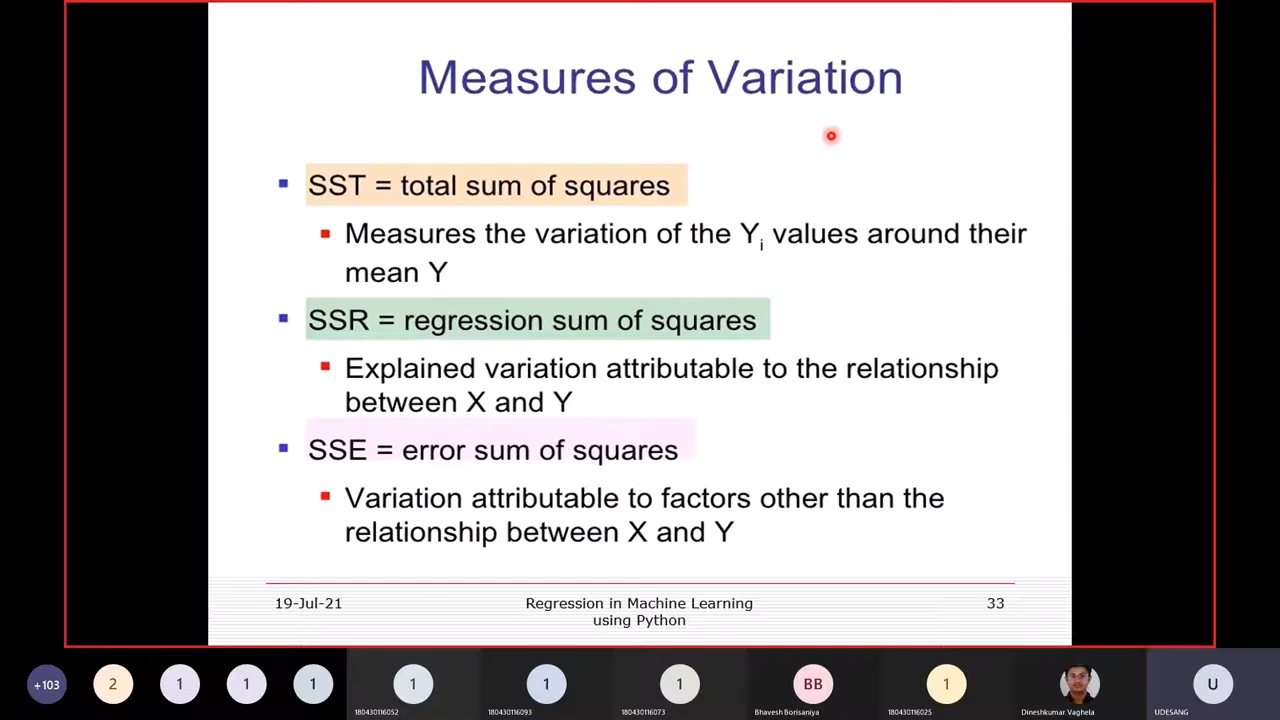 Measures of Variation
SST = total sum of squares
Measures the variation of the Yi values around their
mean Y
SSR = regression sum of squares
Explained variation attributable to the relationship
between X and Y
SSE = error sum of squares
Variation attributable to factors other than the
relationship between X and Y
19-Jul-21
Regression in Machine Learning
using Python
33
+103
2
1
1
1
1
180430116052
1
180430116093
1
180430116073
BB
Bhavesh Borisaniya
1
180430116025
Dineshkumar Vaghela
U
UDESANG